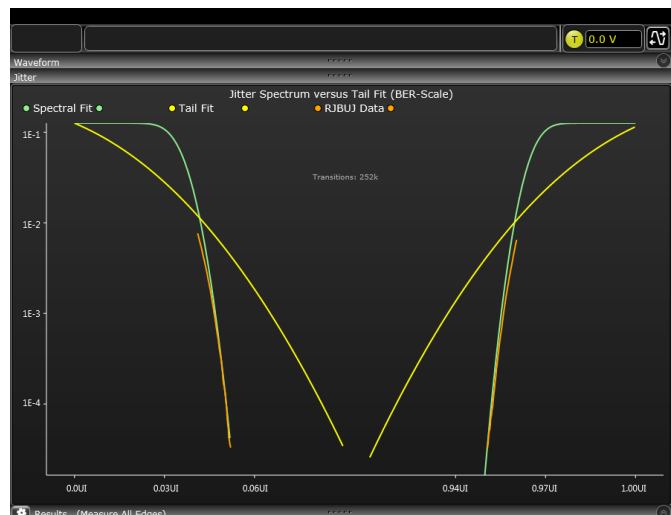 T 0.0 V
Waveform
Jitter
Jitter Spectrum versus Tail Fit (BER-Scale)
Spectral Fit Tail Fit RJBUJ Data
1E-1
Transitions: 252k
1E-2
1E-3
1E-4
0.0UI 0.03UI 0.06UI 0.94UI 0.97UI 1.00UI
Results (Measure All Edges)